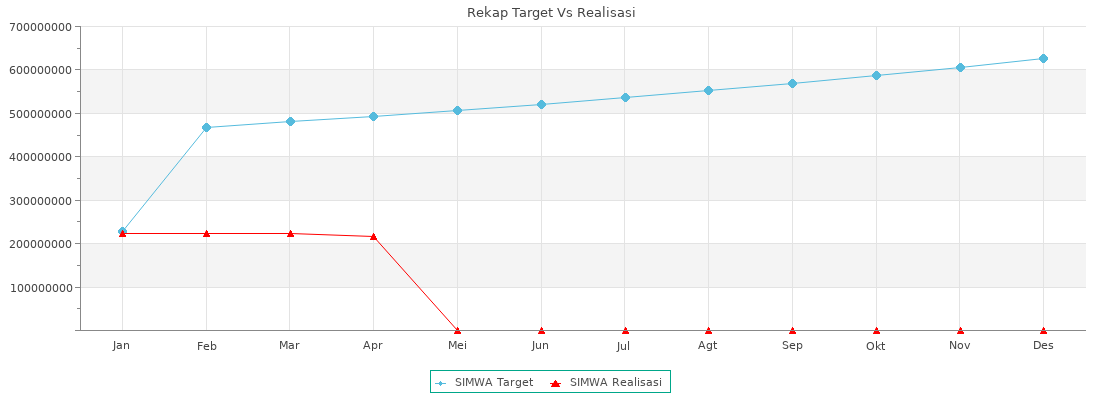 Rekap Target Vs Realisasi
700000000
600000000
500000000
400000000
300000000
200000000
100000000
Jan Feb Mar Apr Mei Jun Jul Agt Sep Okt Nov Des
SIMWA Target SIMWA Realisasi